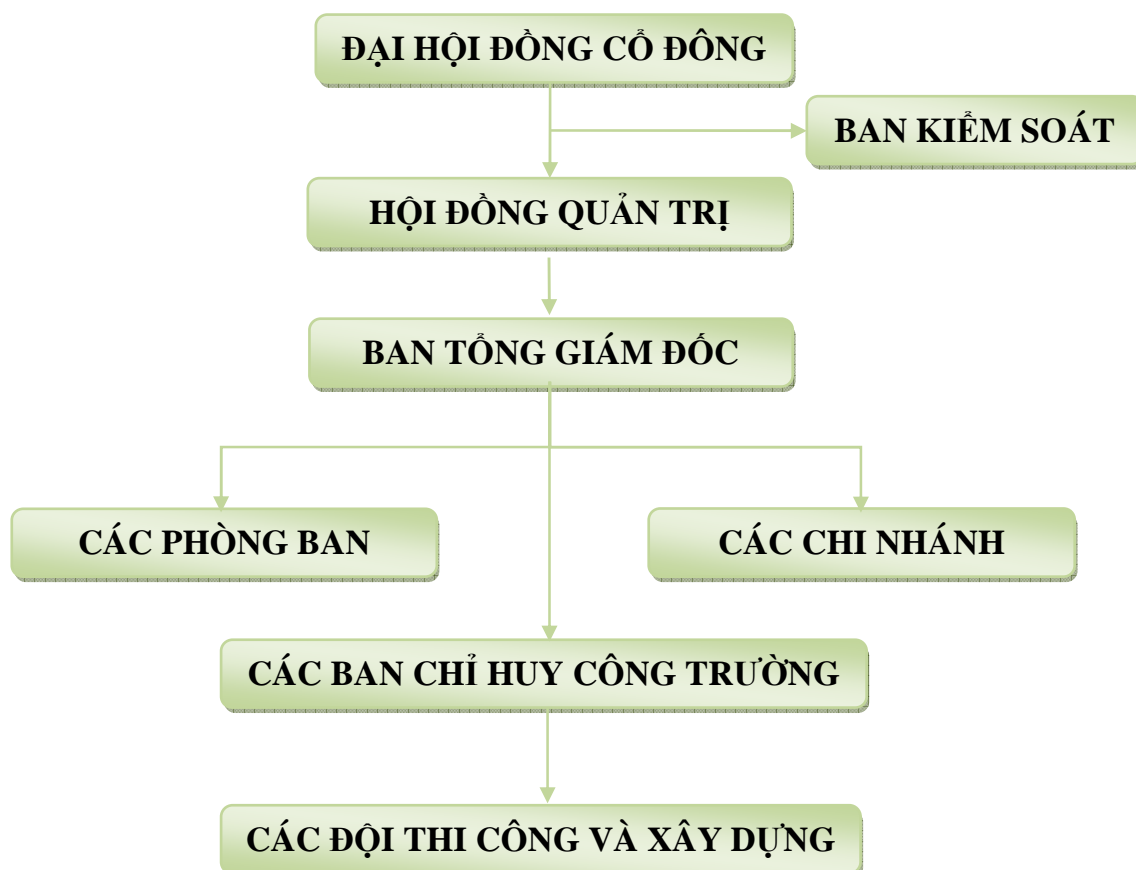 ĐẠI HỘI ĐỒNG CỔ ĐÔNG
BAN KIỂM SOÁT
HỘI ĐỒNG QUẢN TRỊ
BAN TỔNG GIÁM ĐỐC
CÁC PHÒNG BAN
CÁC CHI NHÁNH
CÁC BAN CHỈ HUY CÔNG TRƯỜNG
CÁC ĐỘI THI CÔNG VÀ XÂY DỰNG